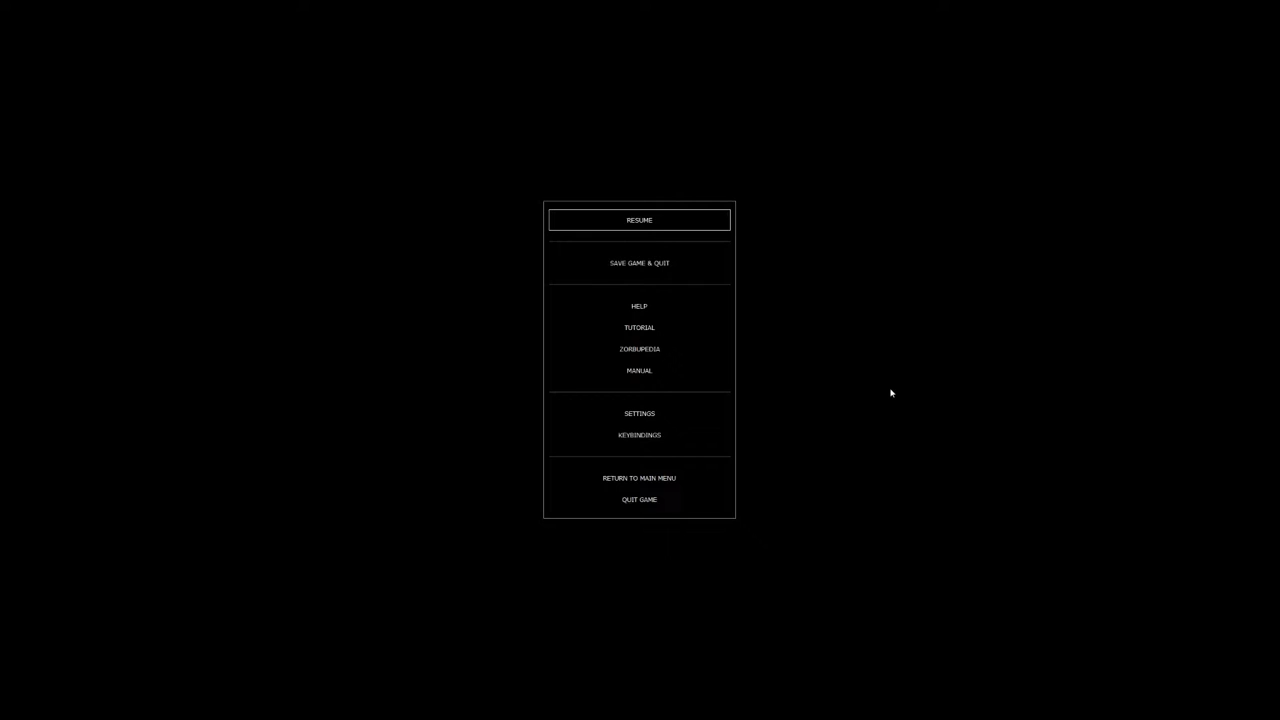 RESUME
SAVE GAME & QUIT
HELP
TUTORIAL
ZORBUPEDIA
MANUAL
SETTINGS
KEYBINDINGS
RETURN TO MAIN MENU
QUIT GAME